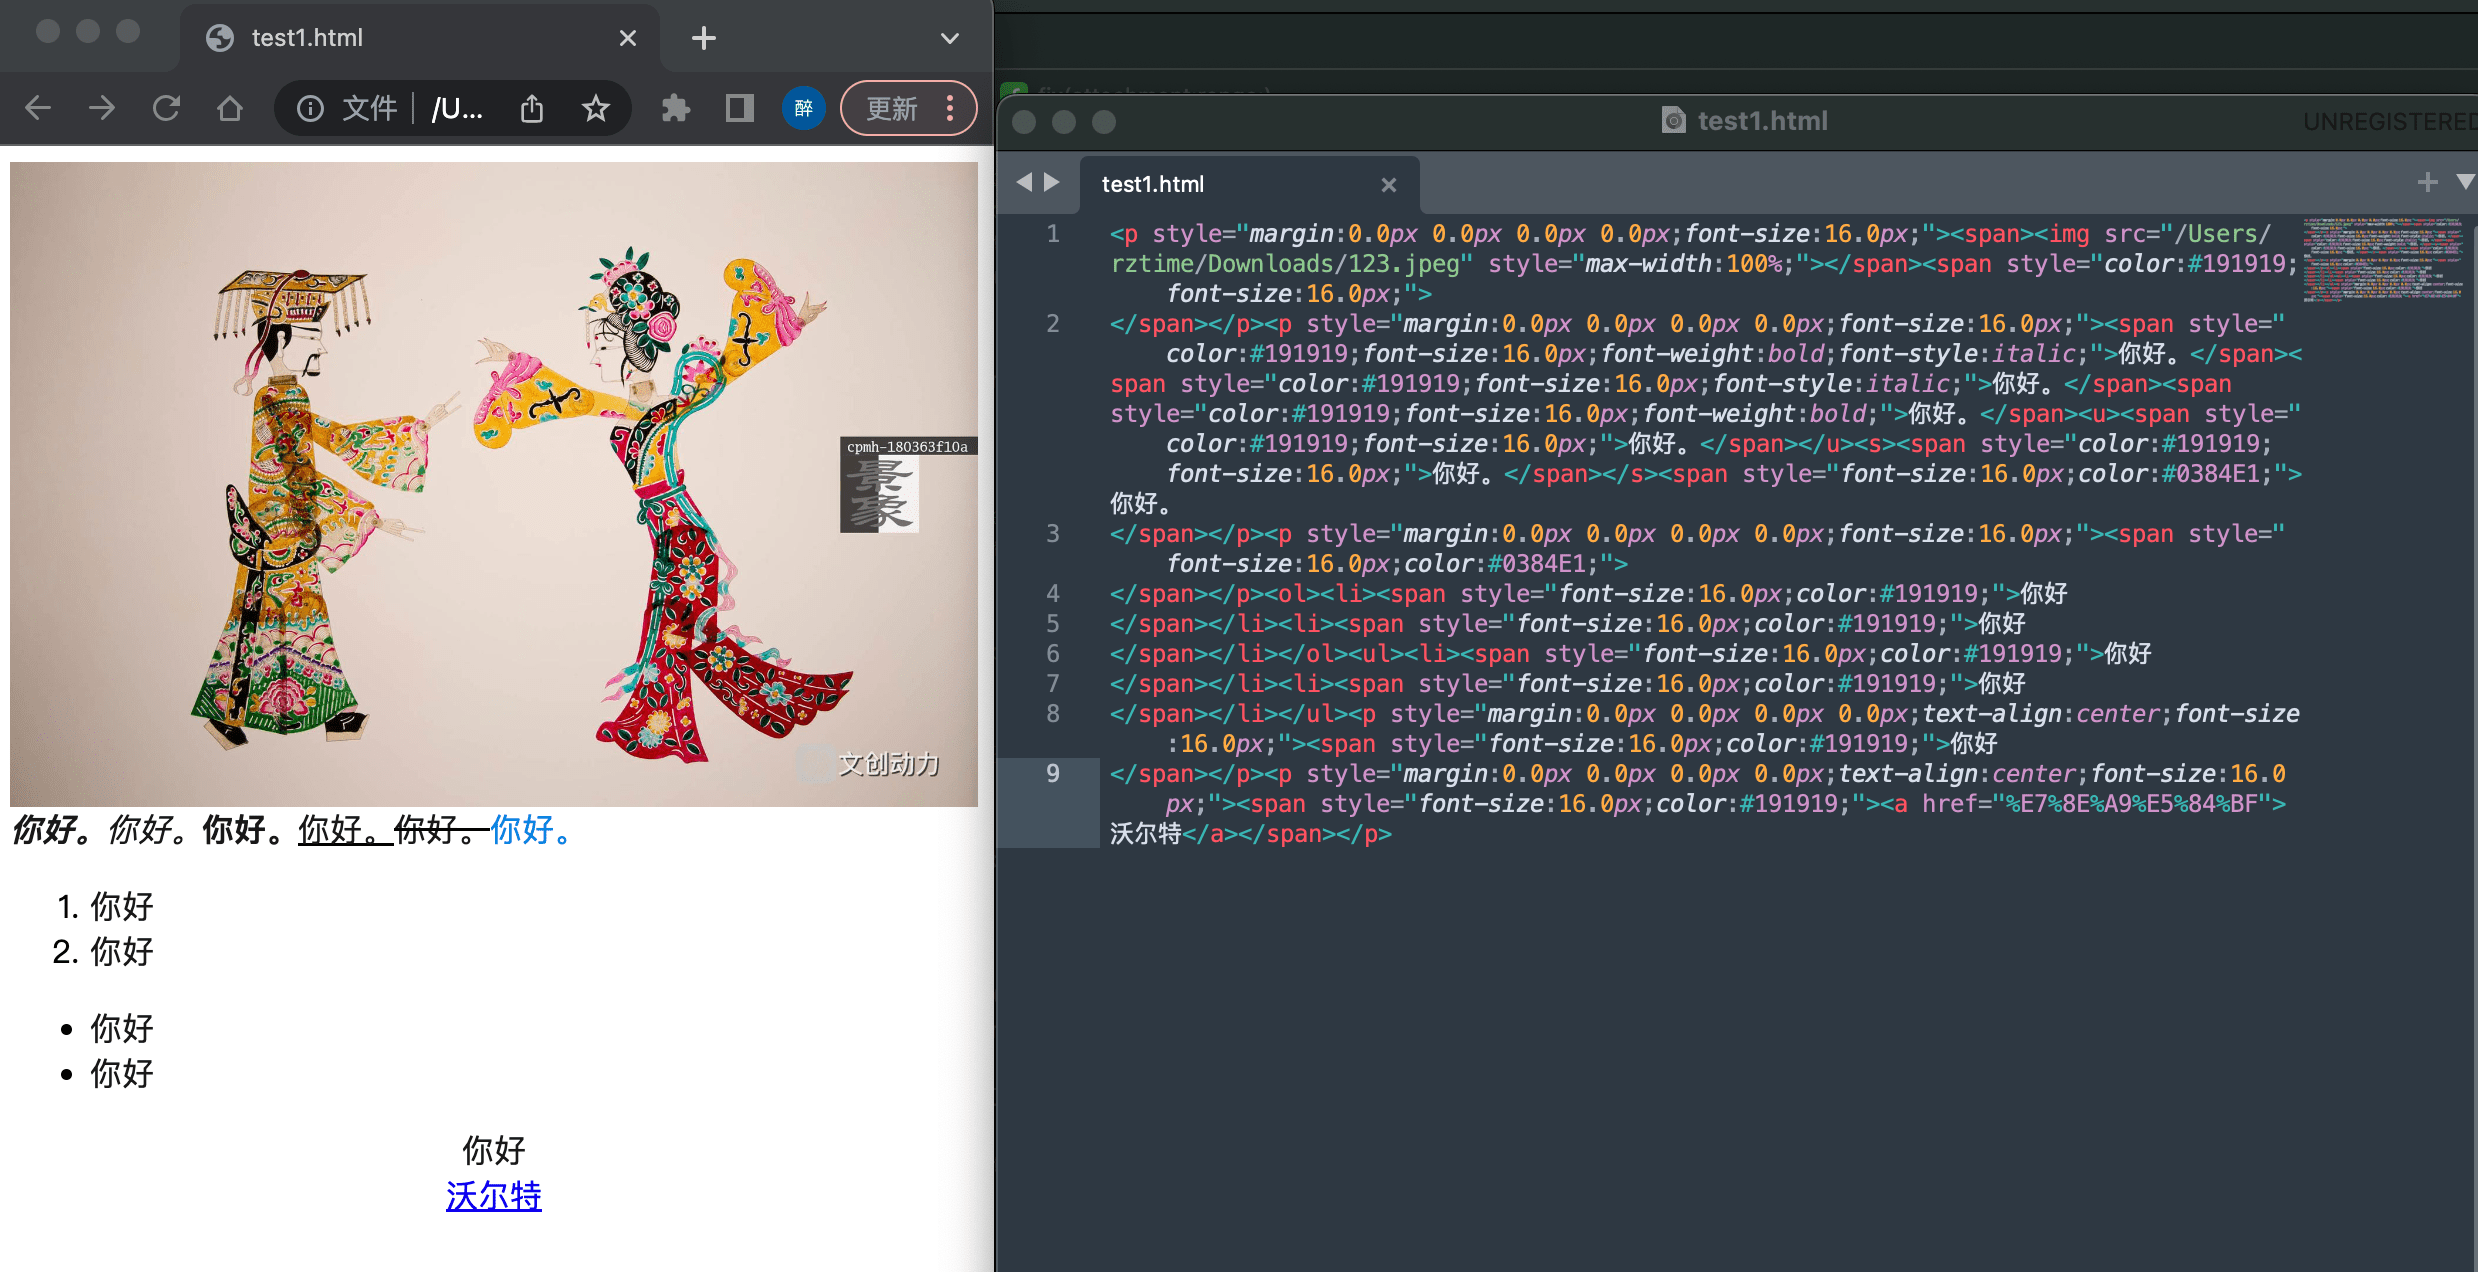 test1.html
文件 /U... 醉 更新
cpmh-180363f10a
景
象
文创动力
你好。你好。你好。你好。你好。你好。
1. 你好
2. 你好
• 你好
• 你好
你好
沃尔特
test1.html
UNREGISTERED
test1.html
1 <p style="margin:0.0px 0.0px 0.0px 0.0px;font-size:16.0px;"><span><img src="/Users/
rztime/Downloads/123.jpeg" style="max-width:100%;"></span><span style="color:#191919;
font-size:16.0px;">
2 </span></p><p style="margin:0.0px 0.0px 0.0px 0.0px;font-size:16.0px;"><span style="
color:#191919;font-size:16.0px;font-weight:bold;font-style:italic;">你好。</span><
span style="color:#191919;font-size:16.0px;font-style:italic;">你好。</span><span
style="color:#191919;font-size:16.0px;font-weight:bold;">你好。</span><u><span style="
color:#191919;font-size:16.0px;">你好。</span></u><s><span style="color:#191919;
font-size:16.0px;">你好。</span></s><span style="font-size:16.0px;color:#0384E1;">
你好。
3 </span></p><p style="margin:0.0px 0.0px 0.0px 0.0px;font-size:16.0px;"><span style="
font-size:16.0px;color:#0384E1;">
4 </span></p><ol><li><span style="font-size:16.0px;color:#191919;">你好
5 </span></li><li><span style="font-size:16.0px;color:#191919;">你好
6 </span></li></ol><ul><li><span style="font-size:16.0px;color:#191919;">你好
7 </span></li><li><span style="font-size:16.0px;color:#191919;">你好
8 </span></li></ul><p style="margin:0.0px 0.0px 0.0px 0.0px;text-align:center;font-size
:16.0px;"><span style="font-size:16.0px;color:#191919;">你好
9 </span></p><p style="margin:0.0px 0.0px 0.0px 0.0px;text-align:center;font-size:16.0
px;"><span style="font-size:16.0px;color:#191919;"><a href="%E7%8E%A9%E5%84%BF">
沃尔特</a></span></p>